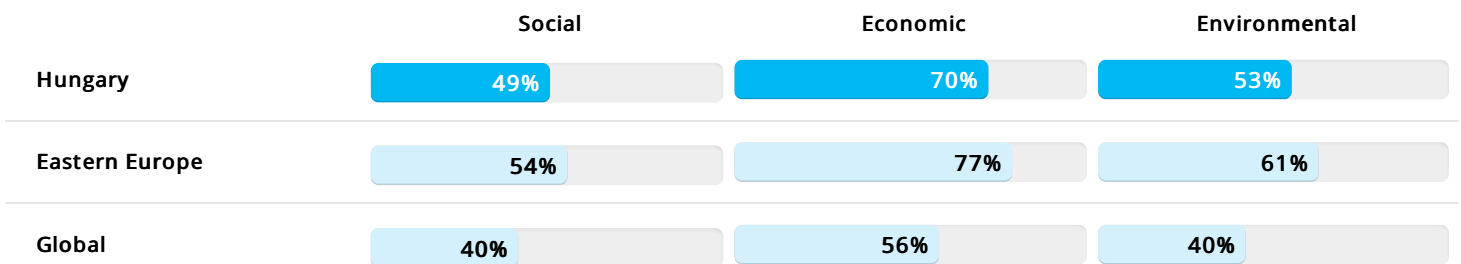 Social Economic Environmental
Hungary 49% 70% 53%
Eastern Europe 54% 77% 61%
Global 40% 56% 40%